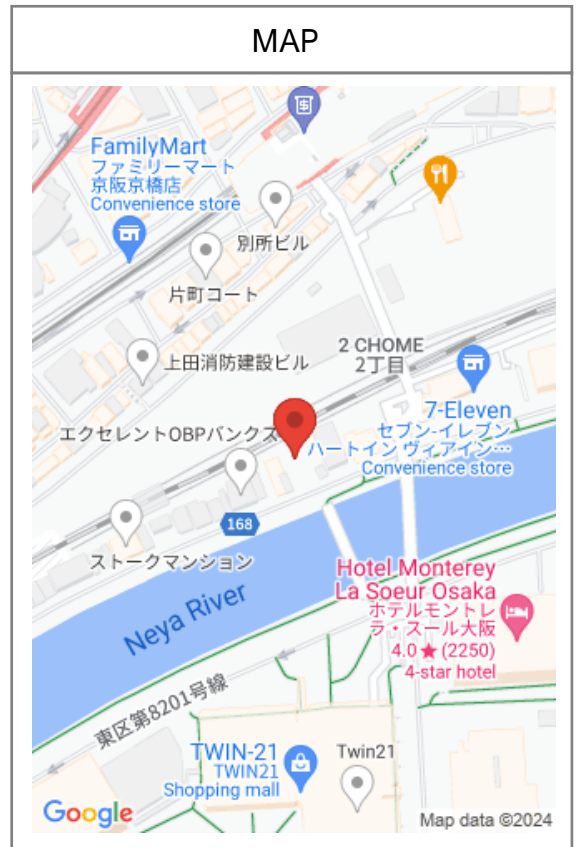 MAP
FamilyMart
ファミリーマート
京阪京橋店
Convenience store
別所ビル
片町コート
上田消防建設ビル
2 CHOME
2丁目
7-Eleven
セブン-イレブン
ハートイン ヴィアイン…
Convenience store
エクセレントOBPバンクス
168
ストークマンション
Neya River
Hotel Monterey
La Soeur Osaka
ホテルモントレ
ラ・スール大阪
4.0★(2250)
4-star hotel
東区第8201号線
TWIN-21
TWIN21
Shopping mall
Twin21
Google
Map data ©2024